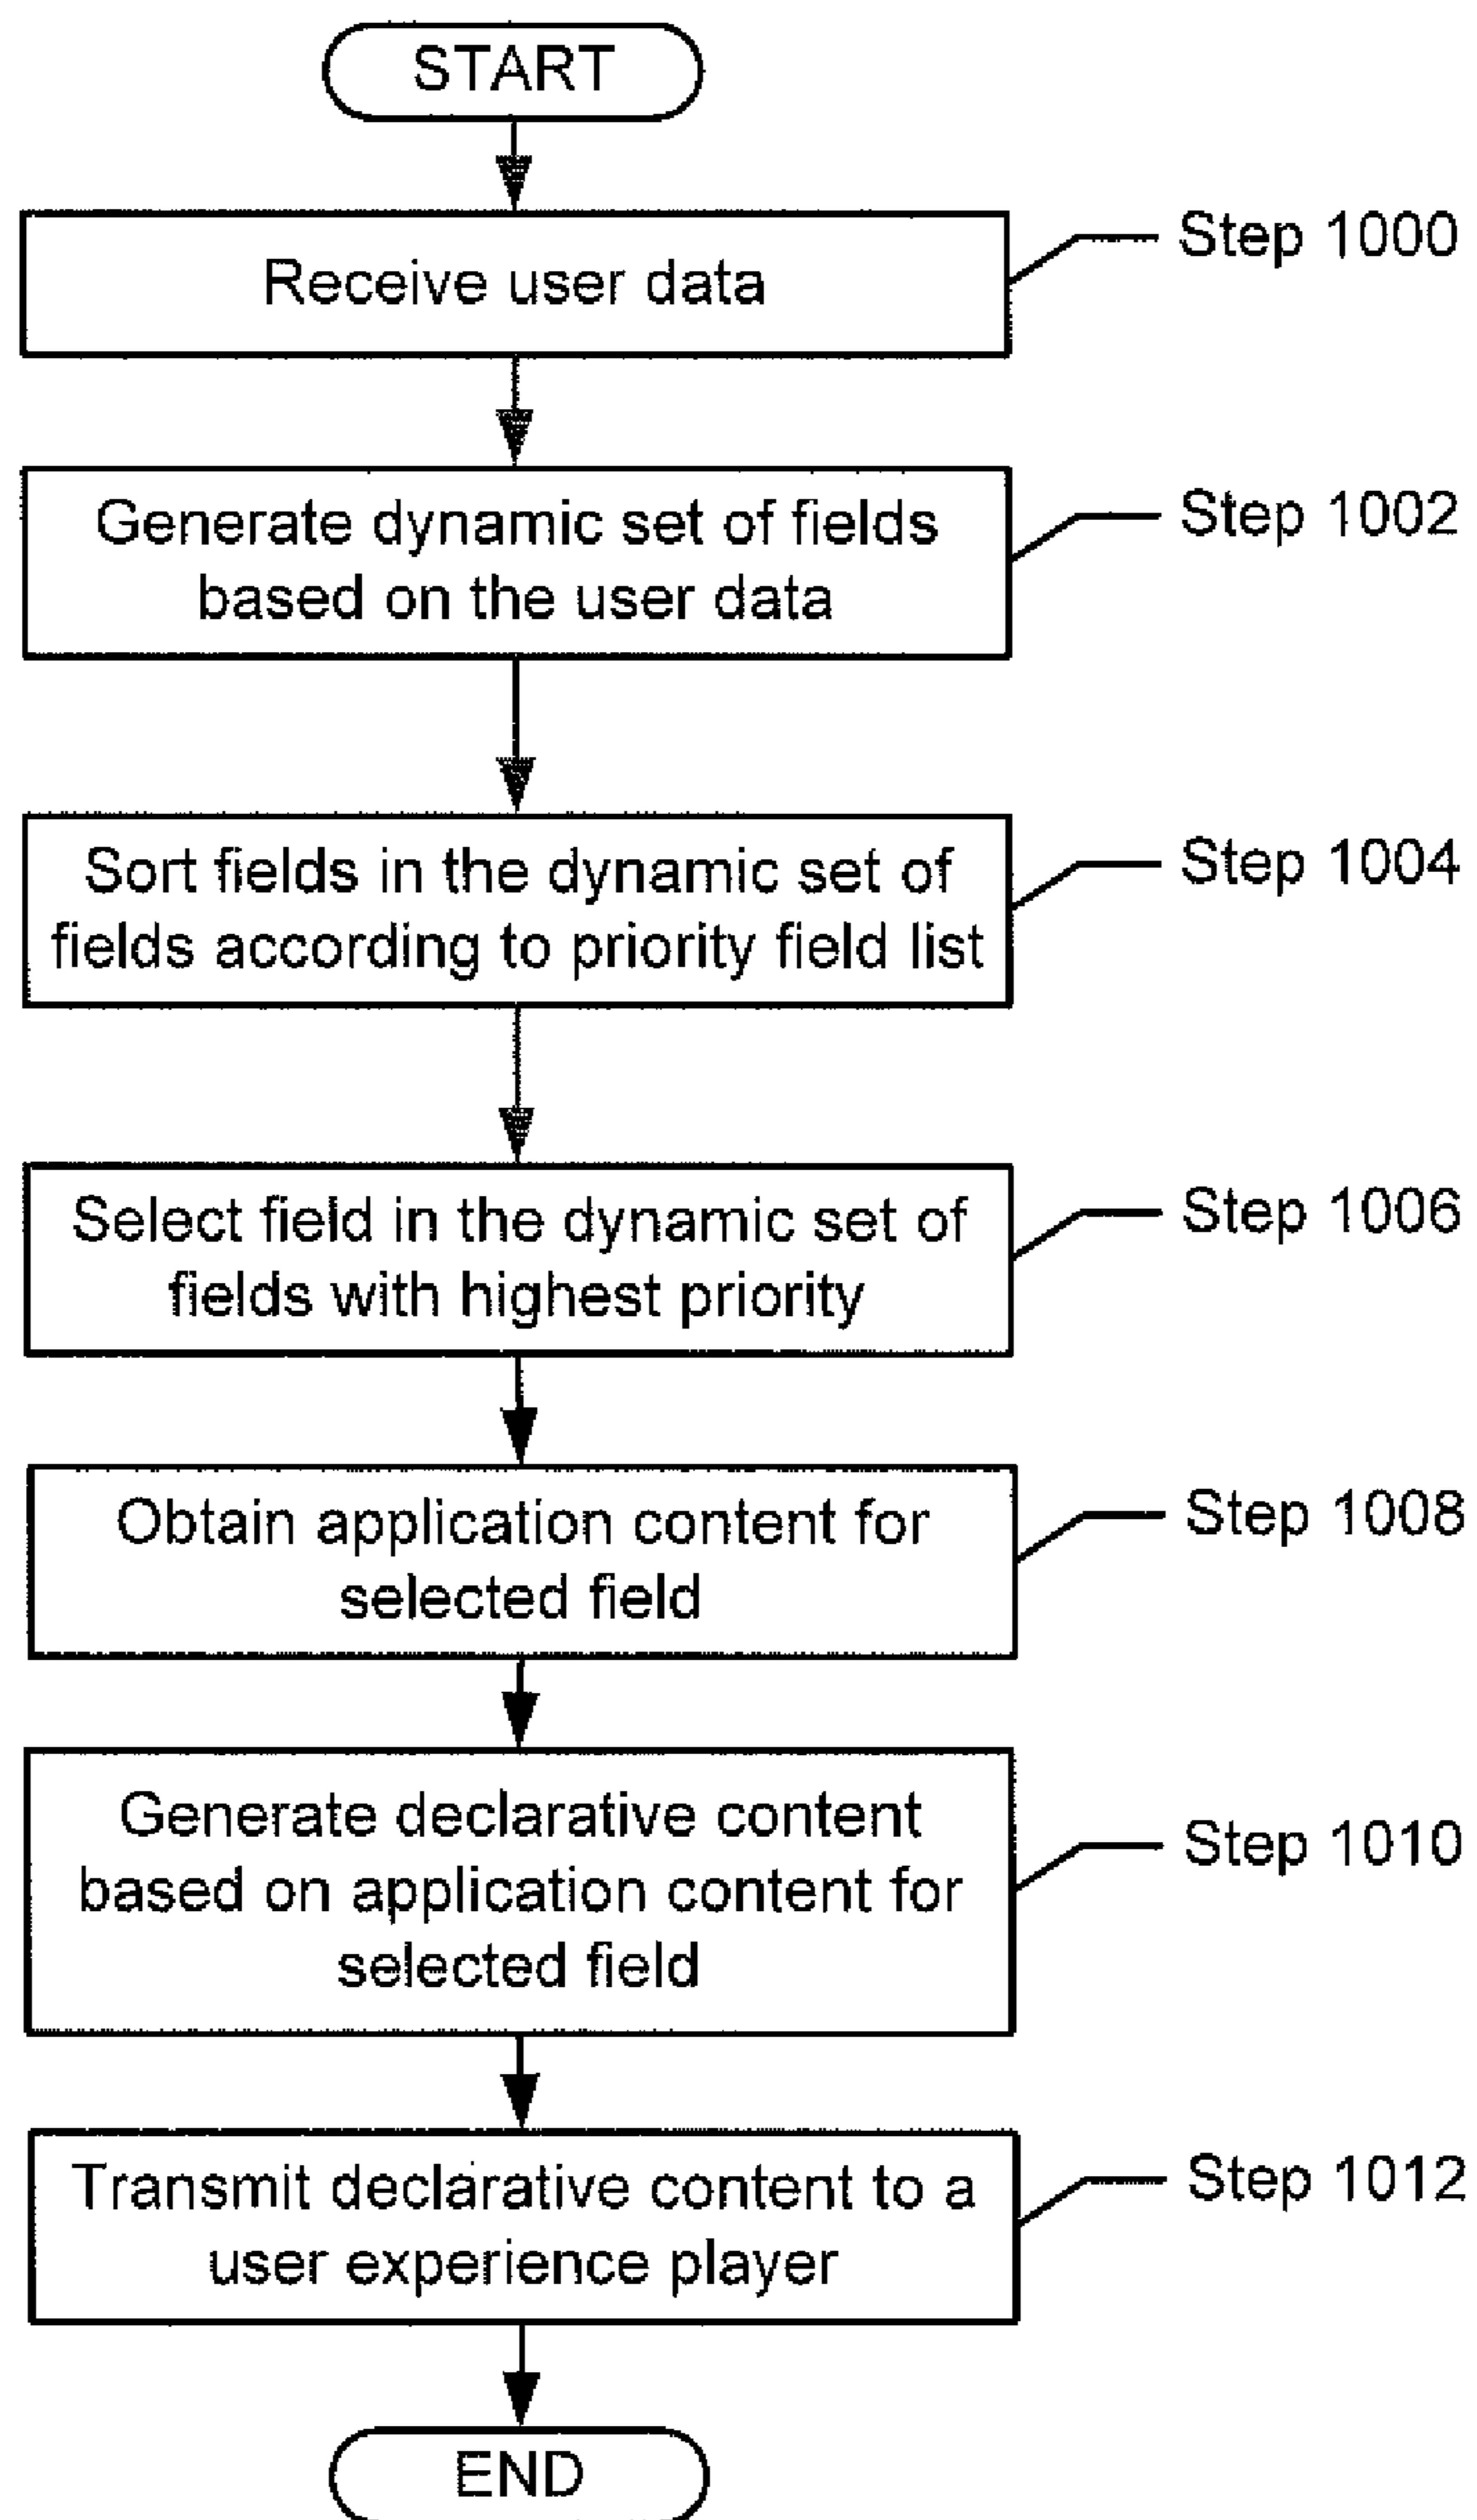 START
Receive user data
Step 1000
Generate dynamic set of fields
based on the user data
Step 1002
Sort fields in the dynamic set of
fields according to priority field list
Step 1004
Select field in the dynamic set of
fields with highest priority
Step 1006
Obtain application content for
selected field
Step 1008
Generate declarative content
based on application content for
selected field
Step 1010
Transmit declarative content to a
user experience player
Step 1012
END